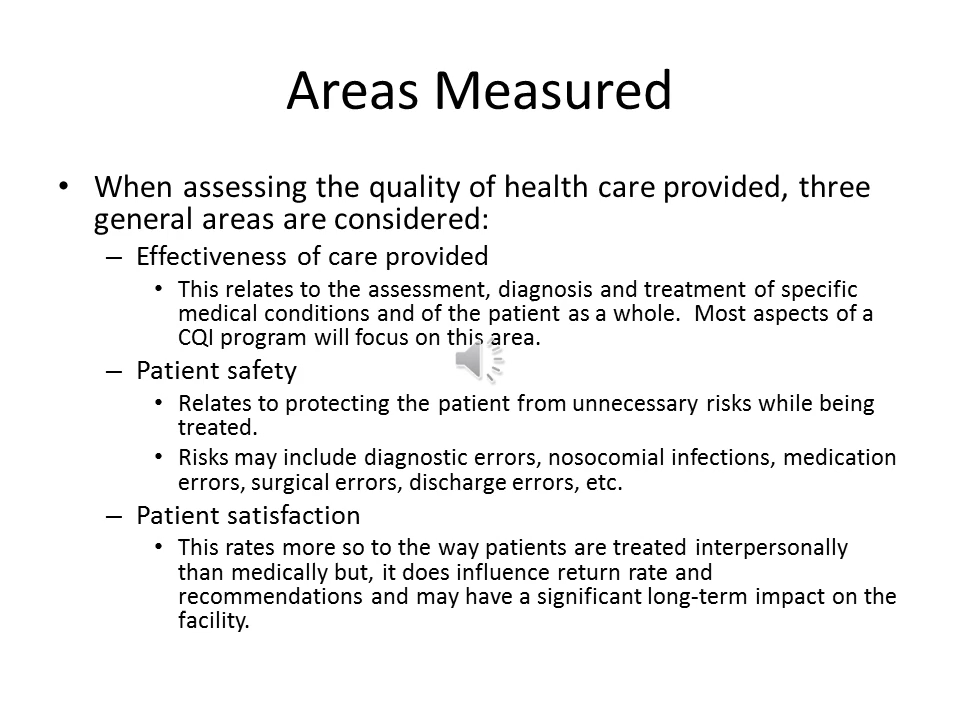 Areas Measured
• When assessing the quality of health care provided, three
general areas are considered:
– Effectiveness of care provided
• This relates to the assessment, diagnosis and treatment of specific
medical conditions and of the patient as a whole.  Most aspects of a
CQI program will focus on this area.
– Patient safety
• Relates to protecting the patient from unnecessary risks while being
treated.
• Risks may include diagnostic errors, nosocomial infections, medication
errors, surgical errors, discharge errors, etc.
– Patient satisfaction
• This rates more so to the way patients are treated interpersonally
than medically but, it does influence return rate and
recommendations and may have a significant long-term impact on the
facility.